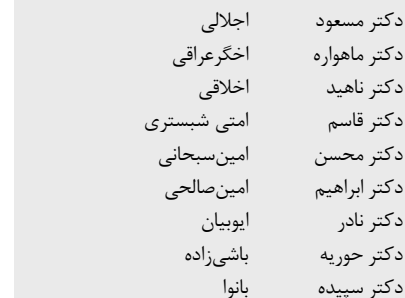 دکتر مسعود اجلالی
دکتر ماهواره اخگرعراقی
دکتر ناهید اخلاقی
دکتر قاسم امتی شبستری
دکتر محسن امین‌سبحانی
دکتر ابراهیم امین‌صالحی
دکتر نادر ایوبیان
دکتر حوریه باشی‌زاده
دکتر سپیده بانوا